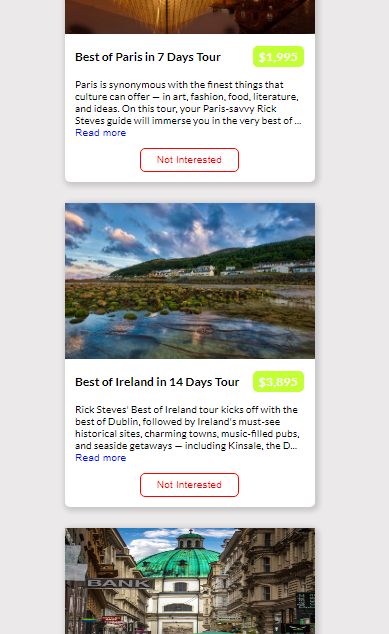 Best of Paris in 7 Days Tour $1,995
Paris is synonymous with the finest things that
culture can offer — in art, fashion, food, literature,
and ideas. On this tour, your Paris-savvy Rick
Steves guide will immerse you in the very best of ...
Read more
Not Interested
Best of Ireland in 14 Days Tour $3,895
Rick Steves' Best of Ireland tour kicks off with the
best of Dublin, followed by Ireland's must-see
historical sites, charming towns, music-filled pubs,
and seaside getaways — including Kinsale, the D...
Read more
Not Interested
BANK